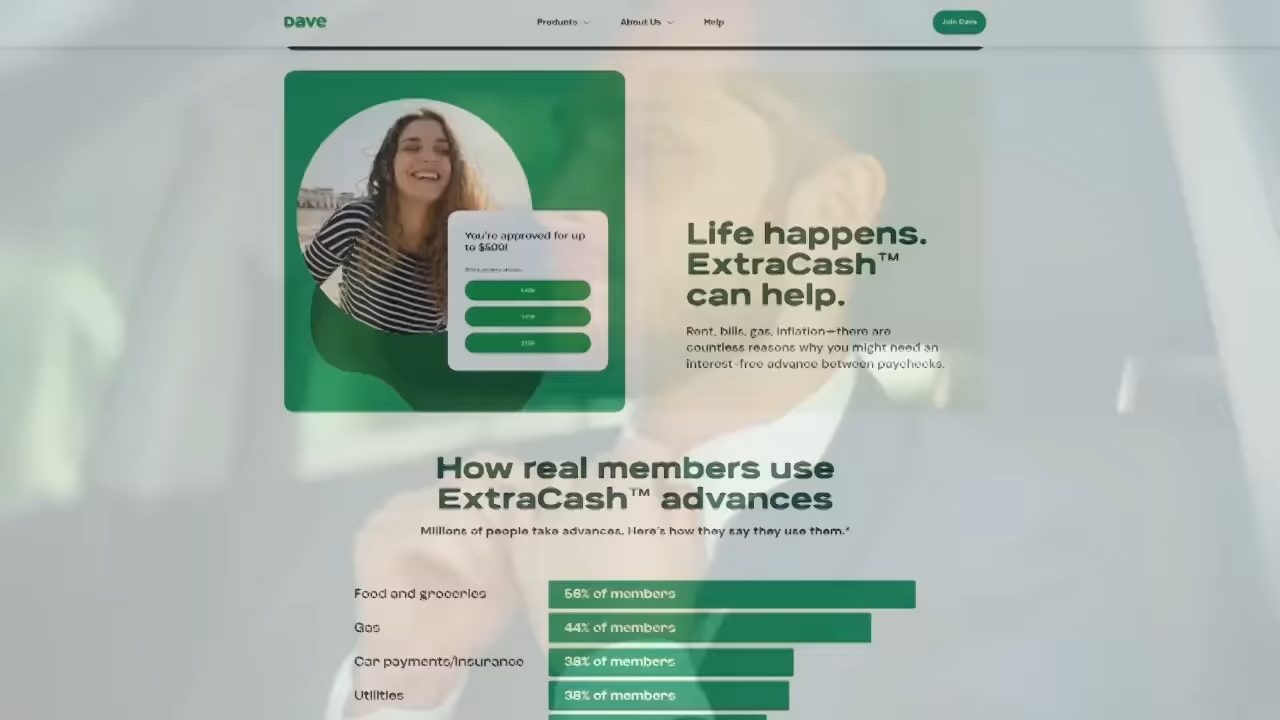 Dave
Products
About Us
Help
Join Dave
You're approved for up
to $500!
Life happens.
ExtraCash™
can help.
Rent, bills, gas, inflation—there are
countless reasons why you might need an
interest-free advance between paychecks.
How real members use
ExtraCash™ advances
Millions of people take advances. Here's how they say they use them.*
Food and groceries
56% of members
Gas
44% of members
Car payments/insurance
38% of members
Utilities
38% of members